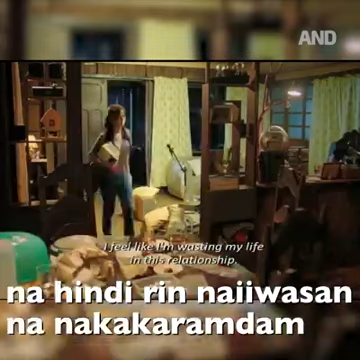 AND
I feel like I'm wasting my life
in this relationship.
na hindi rin naiiwasan
na nakakaramdam